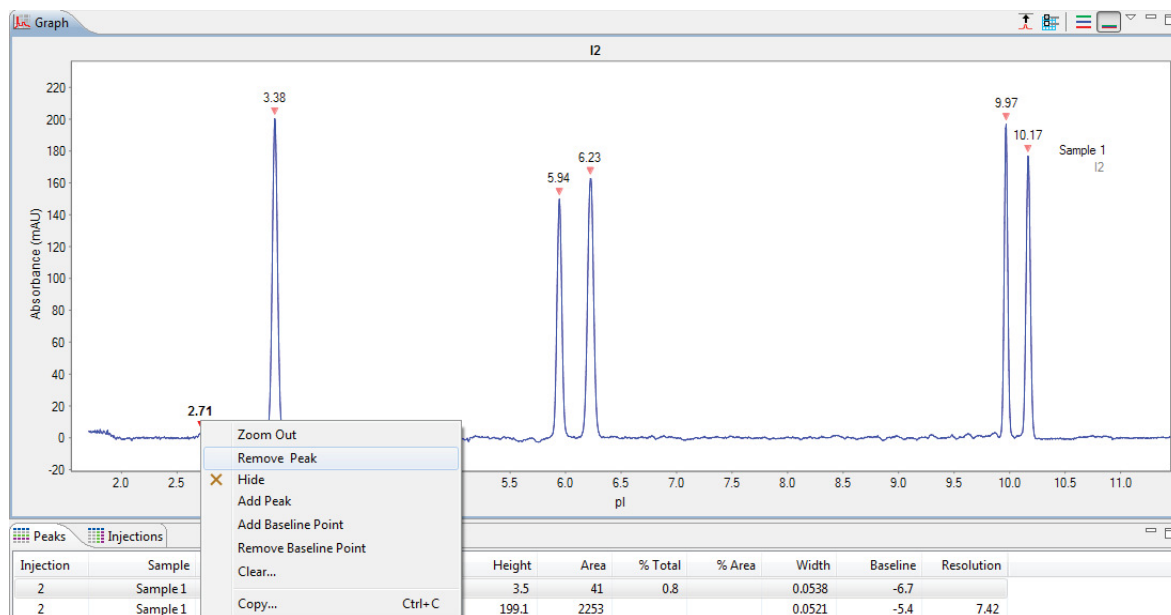 Graph
I2
220
200
180
160
140
120
100
80
60
40
20
0
-20
Absorbance (mAU)
3.38
5.94
6.23
9.97
10.17
Sample 1
I2
2.71
2.0 2.5 5.5 6.0 6.5 7.0 7.5 8.0 8.5 9.0 9.5 10.0 10.5 11.0
pI
Zoom Out
Remove Peak
Hide
Add Peak
Add Baseline Point
Remove Baseline Point
Clear...
Copy... Ctrl+C
Peaks Injections
Injection Sample Height Area % Total % Area Width Baseline Resolution
2 Sample 1 3.5 41 0.8 0.0538 -6.7
2 Sample 1 199.1 2253 0.0521 -5.4 7.42